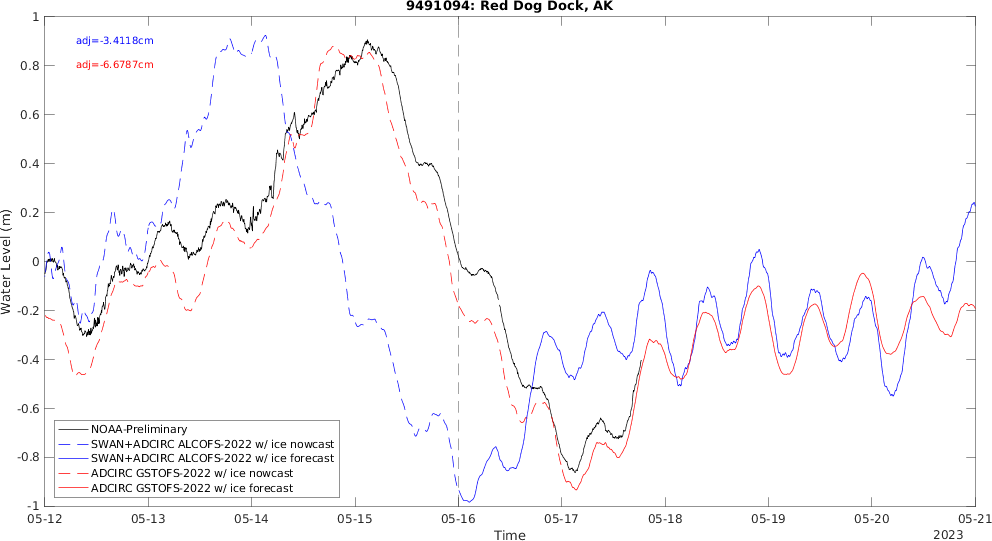 9491094: Red Dog Dock, AK
adj=-3.4118cm
adj=-6.6787cm
Water Level (m)
1
0.8
0.6
0.4
0.2
0
-0.2
-0.4
-0.6
-0.8
-1
NOAA-Preliminary
SWAN+ADCIRC ALCOFS-2022 w/ ice nowcast
SWAN+ADCIRC ALCOFS-2022 w/ ice forecast
ADCIRC GSTOFS-2022 w/ ice nowcast
ADCIRC GSTOFS-2022 w/ ice forecast
05-12 05-13 05-14 05-15 05-16 05-17 05-18 05-19 05-20 05-21
Time
2023